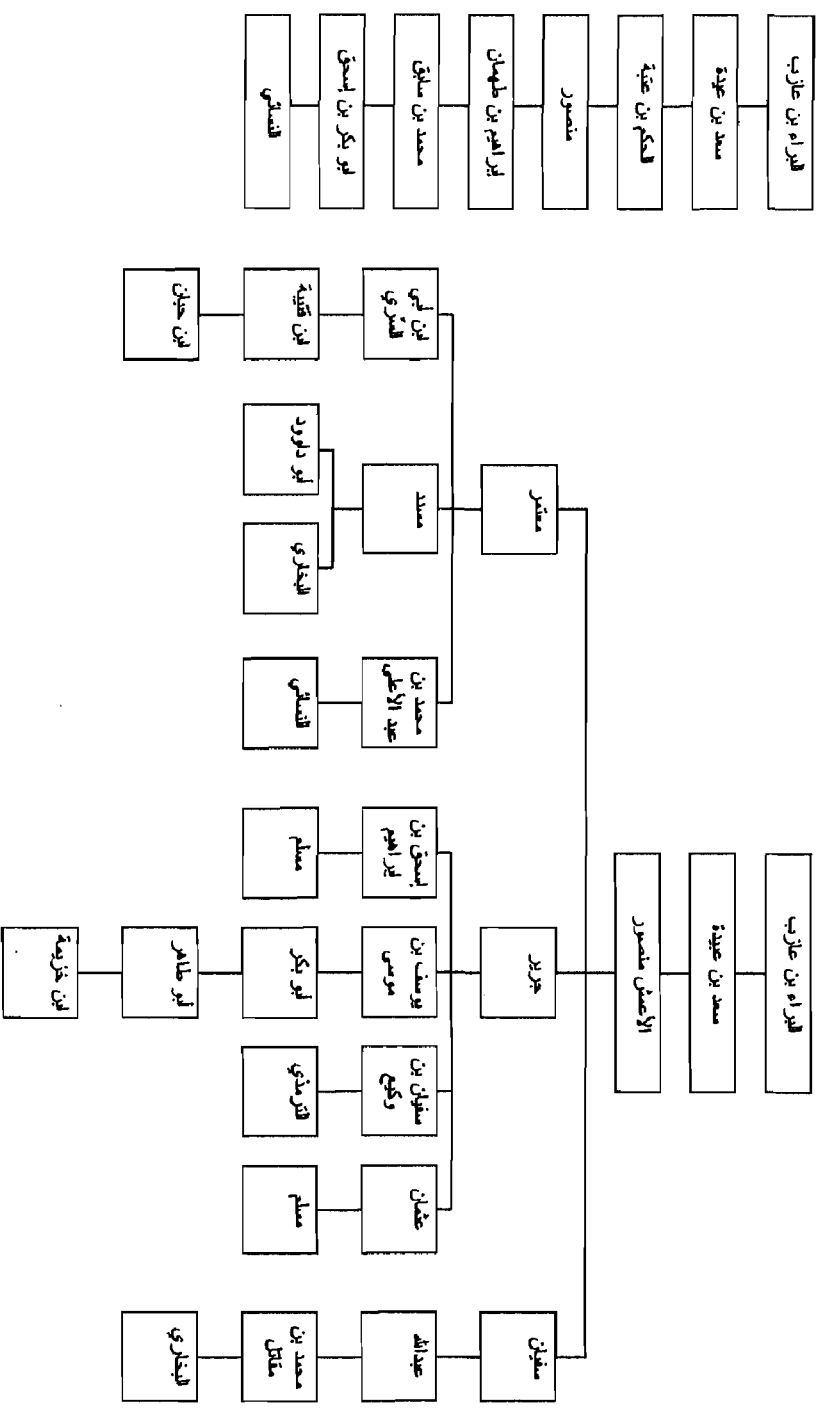 البراء بن عازب
سعد بن عبيدة
الحكم بن عتبة
منصور
إبراهيم بن طهمان
محمد بن سابق
أبو بكر بن إسحق
النسائي
البراء بن عازب
سعد بن عبيدة
الأعمش منصور
معتمر
جرير
سفيان
ابن أبي
السري
مسدد
محمد بن
عبد الأعلى
إسحق بن
إبراهيم
يوسف بن
موسى
سفيان بن
وكيع
عثمان
عبدالله
ابن قتيبة
أبو داوود
البخاري
النسائي
مسلم
أبو بكر
الترمذي
مسلم
محمد بن
مقاتل
ابن حبان
أبو طاهر
البخاري
ابن خزيمة